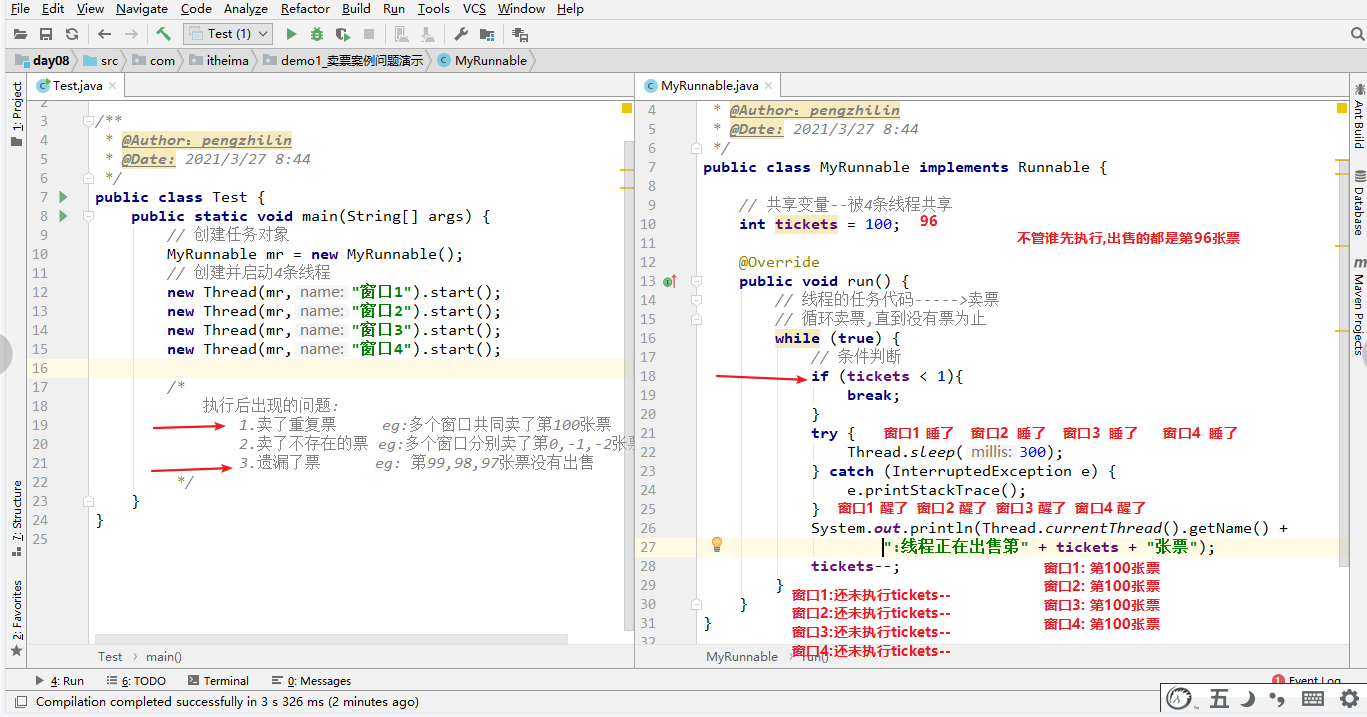 File Edit View Navigate Code Analyze Refactor Build Run Tools VCS Window Help
Test (1)
day08 src com itheima demo1_卖票案例问题演示 MyRunnable
1: Project
7: Structure
2: Favorites
Test.java
2
3 /**
4 * @Author: pengzhilin
5 * @Date: 2021/3/27 8:44
6 */
7 public class Test {
8 public static void main(String[] args) {
9 // 创建任务对象
10 MyRunnable mr = new MyRunnable();
11 // 创建并启动4条线程
12 new Thread(mr, name: "窗口1").start();
13 new Thread(mr, name: "窗口2").start();
14 new Thread(mr, name: "窗口3").start();
15 new Thread(mr, name: "窗口4").start();
16
17 /*
18 执行后出现的问题:
19 1.卖了重复票 eg:多个窗口共同卖了第100张票
20 2.卖了不存在的票 eg:多个窗口分别卖了第0,-1,-2张票
21 3.遗漏了票 eg: 第99,98,97张票没有出售
22 */
23 }
24 }
25
Test main()
MyRunnable.java
4 * @Author: pengzhilin
5 * @Date: 2021/3/27 8:44
6 */
7 public class MyRunnable implements Runnable {
8
9 // 共享变量--被4条线程共享
10 int tickets = 100; 96
11 不管谁先执行,出售的都是第96张票
12 @Override
13 public void run() {
14 // 线程的任务代码----->卖票
15 // 循环卖票,直到没有票为止
16 while (true) {
17 // 条件判断
18 if (tickets < 1){
19 break;
20 }
21 try { 窗口1 睡了 窗口2 睡了 窗口3 睡了 窗口4 睡了
22 Thread.sleep( millis: 300);
23 } catch (InterruptedException e) {
24 e.printStackTrace();
25 } 窗口1 醒了 窗口2 醒了 窗口3 醒了 窗口4 醒了
26 System.out.println(Thread.currentThread().getName() +
27 ":线程正在出售第" + tickets + "张票");
28 tickets--; 窗口1: 第100张票
29 } 窗口2: 第100张票
窗口1:还未执行tickets--
30 } 窗口3: 第100张票
窗口2:还未执行tickets--
31 } 窗口4: 第100张票
窗口3:还未执行tickets--
32
窗口4:还未执行tickets--
MyRunnable run()
Ant Build
Database
m Maven Projects
4: Run 6: TODO Terminal 0: Messages 1 Event Log
Compilation completed successfully in 3 s 326 ms (2 minutes ago)
五